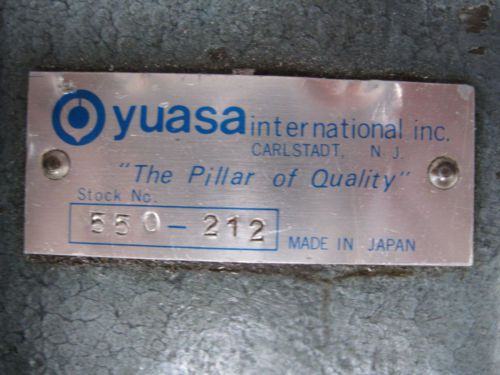 yuasa international inc.
CARLSTADT, N. J.
"The Pillar of Quality"
Stock No.
550-212
MADE IN JAPAN